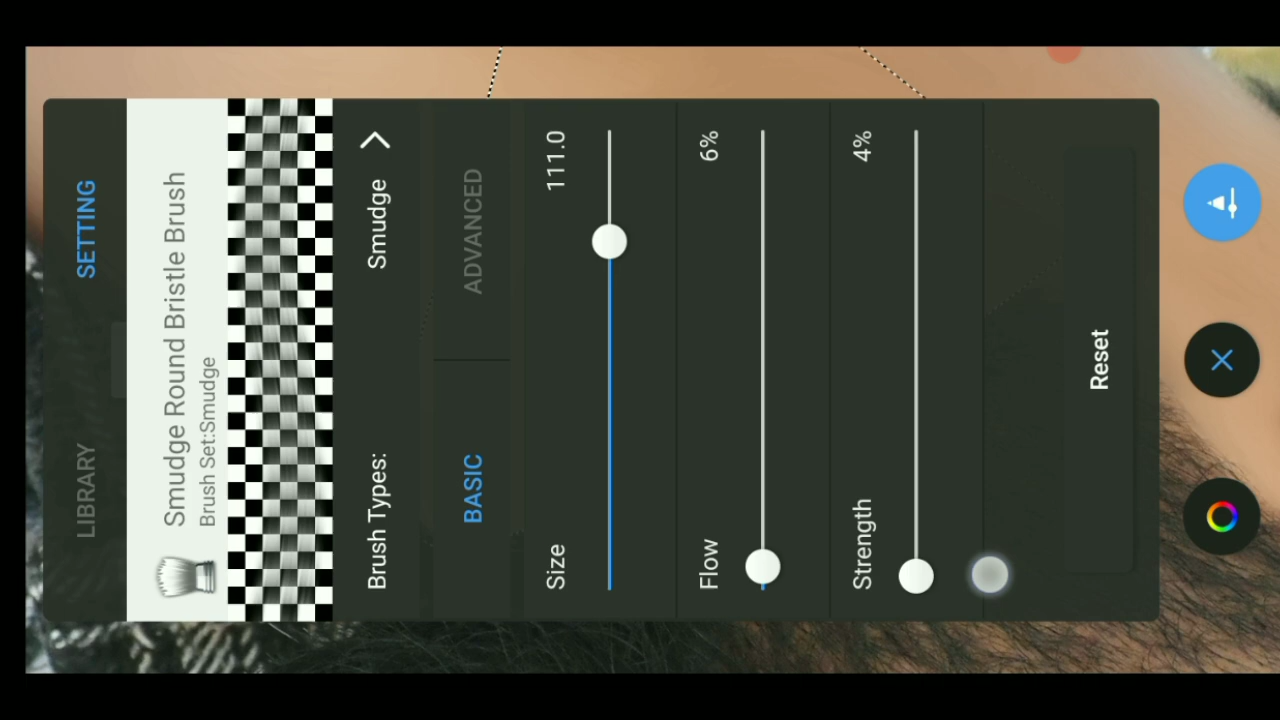 LIBRARY SETTING
Smudge Round Bristle Brush
Brush Set:Smudge
Brush Types: Smudge
BASIC ADVANCED
Size 111.0
Flow 6%
Strength 4%
Reset